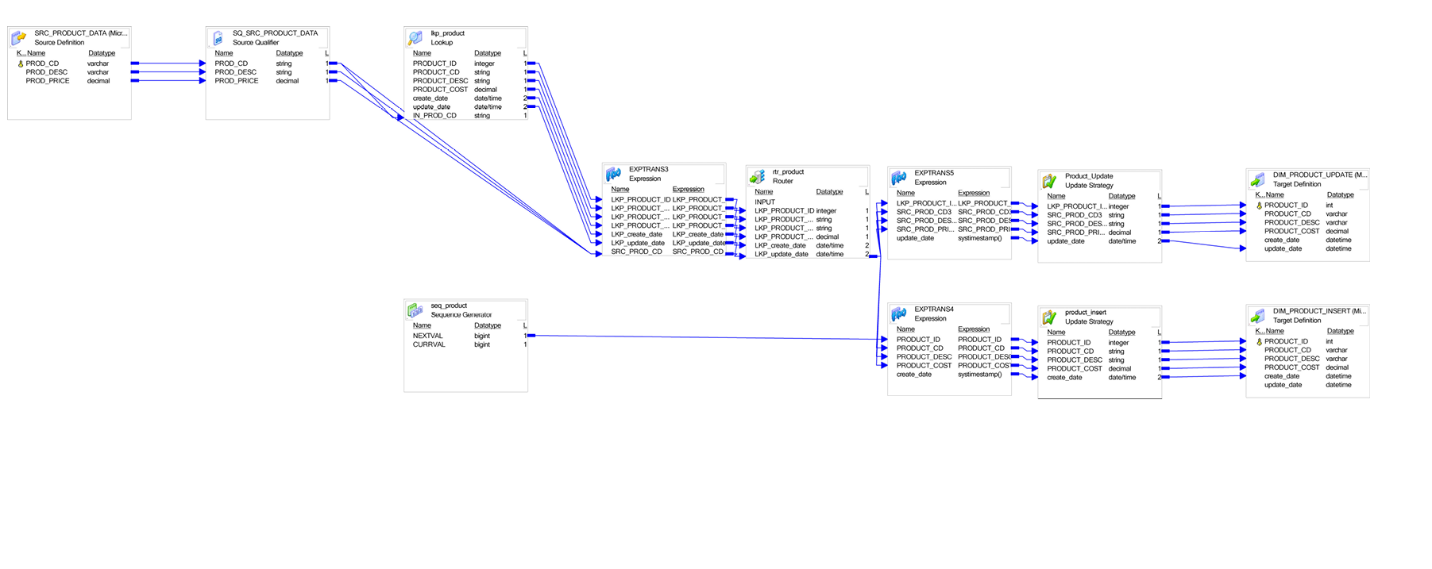 SRC_PRODUCT_DATA (Micr...
Source Definition
K... Name Datatype
PROD_CD varchar
PROD_DESC varchar
PROD_PRICE decimal
SQ_SRC_PRODUCT_DATA
Source Qualifier
Name Datatype L
PROD_CD string 1
PROD_DESC string 1
PROD_PRICE decimal 1
lkp_product
Lookup
Name Datatype L
PRODUCT_ID integer 1
PRODUCT_CD string 1
PRODUCT_DESC string 1
PRODUCT_COST decimal 1
create_date date/time 2
update_date date/time 2
IN_PROD_CD string 1
EXPTRANS3
Expression
Name Expression
LKP_PRODUCT_ID LKP_PRODUCT_
LKP_PRODUCT_... LKP_PRODUCT_
LKP_PRODUCT_... LKP_PRODUCT_
LKP_PRODUCT_... LKP_PRODUCT_
LKP_create_date LKP_create_date
LKP_update_date LKP_update_date
SRC_PROD_CD SRC_PROD_CD
rtr_product
Router
Name Datatype L
INPUT
LKP_PRODUCT_ID integer 1
LKP_PRODUCT_... string 1
LKP_PRODUCT_... string 1
LKP_PRODUCT_... decimal 1
LKP_create_date date/time 2
LKP_update_date date/time 2
EXPTRANS5
Expression
Name Expression
LKP_PRODUCT_I... LKP_PRODUCT_
SRC_PROD_CD3 SRC_PROD_CD3
SRC_PROD_DES... SRC_PROD_DES
SRC_PROD_PRI... SRC_PROD_PRI
update_date systimestamp()
Product_Update
Update Strategy
Name Datatype L
LKP_PRODUCT_I... integer 1
SRC_PROD_CD3 string 1
SRC_PROD_DES... string 1
SRC_PROD_PRI... decimal 1
update_date date/time 2
DIM_PRODUCT_UPDATE (M...
Target Definition
K... Name Datatype
PRODUCT_ID int
PRODUCT_CD varchar
PRODUCT_DESC varchar
PRODUCT_COST decimal
create_date datetime
update_date datetime
seq_product
Sequence Generator
Name Datatype L
NEXTVAL bigint 1
CURRVAL bigint 1
EXPTRANS4
Expression
Name Expression
PRODUCT_ID PRODUCT_ID
PRODUCT_CD PRODUCT_CD
PRODUCT_DESC PRODUCT_DESC
PRODUCT_COST PRODUCT_COST
create_date systimestamp()
product_insert
Update Strategy
Name Datatype L
PRODUCT_ID integer 1
PRODUCT_CD string 1
PRODUCT_DESC string 1
PRODUCT_COST decimal 1
create_date date/time 2
DIM_PRODUCT_INSERT (Mi...
Target Definition
K... Name Datatype
PRODUCT_ID int
PRODUCT_CD varchar
PRODUCT_DESC varchar
PRODUCT_COST decimal
create_date datetime
update_date datetime